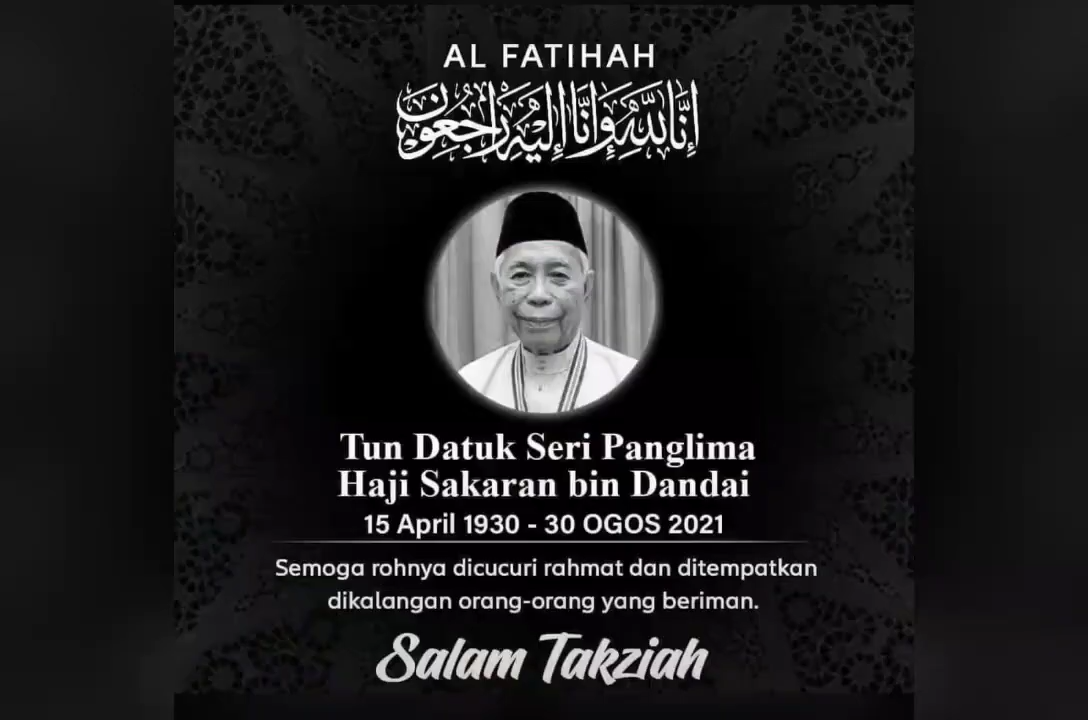 AL FATIHAH
إِنَّا لِلَّٰهِ وَإِنَّا إِلَيْهِ رَاجِعُونَ
Tun Datuk Seri Panglima
Haji Sakaran bin Dandai
15 April 1930 - 30 OGOS 2021
Semoga rohnya dicucuri rahmat dan ditempatkan
dikalangan orang-orang yang beriman.
Salam Takziah